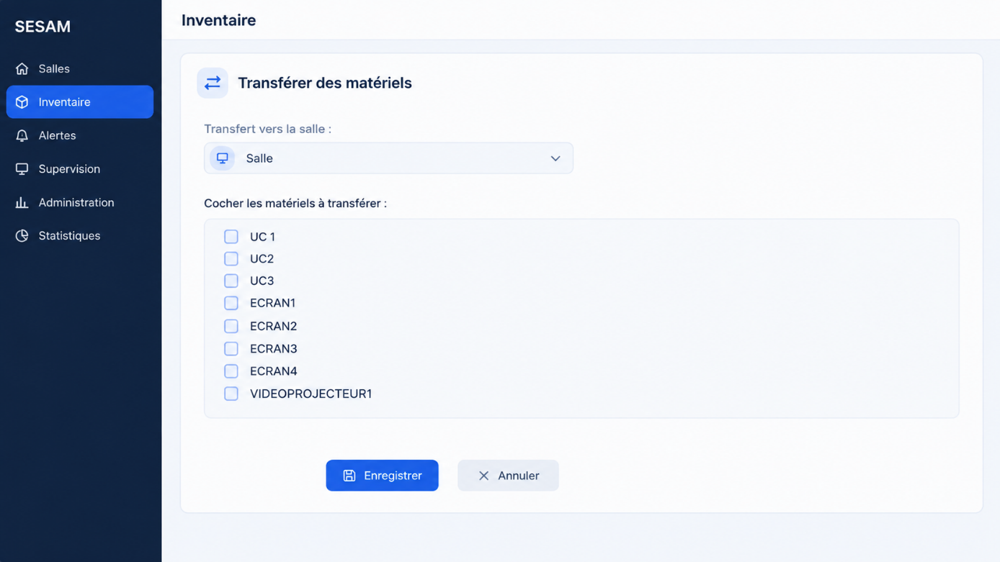 SESAM
Salles
Inventaire
Alertes
Supervision
Administration
Statistiques
Inventaire
Transférer des matériels
Transfert vers la salle :
Salle
Cocher les matériels à transférer :
UC 1
UC2
UC3
ECRAN1
ECRAN2
ECRAN3
ECRAN4
VIDEOPROJECTEUR1
Enregistrer
Annuler